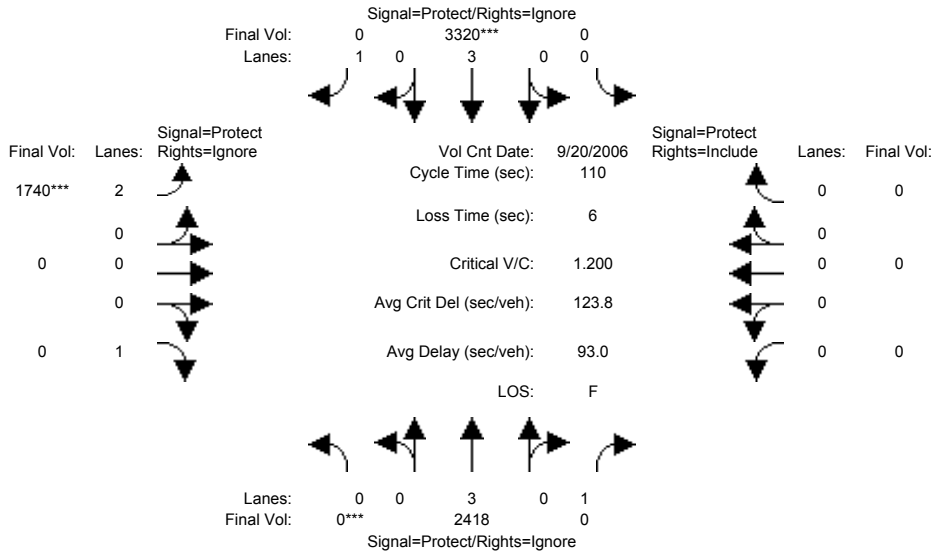 Signal=Protect/Rights=Ignore
Final Vol: 0 3320*** 0
Lanes: 1 0 3 0 0
Signal=Protect
Final Vol: Lanes: Rights=Ignore
Vol Cnt Date: 9/20/2006
Signal=Protect
Rights=Include Lanes: Final Vol:
Cycle Time (sec): 110
1740*** 2
0 0
Loss Time (sec): 6
0
0
0 0
Critical V/C: 1.200
0 0
0
Avg Crit Del (sec/veh): 123.8
0
0 1
Avg Delay (sec/veh): 93.0
0 0
LOS: F
Lanes: 0 0 3 0 1
Final Vol: 0*** 2418 0
Signal=Protect/Rights=Ignore